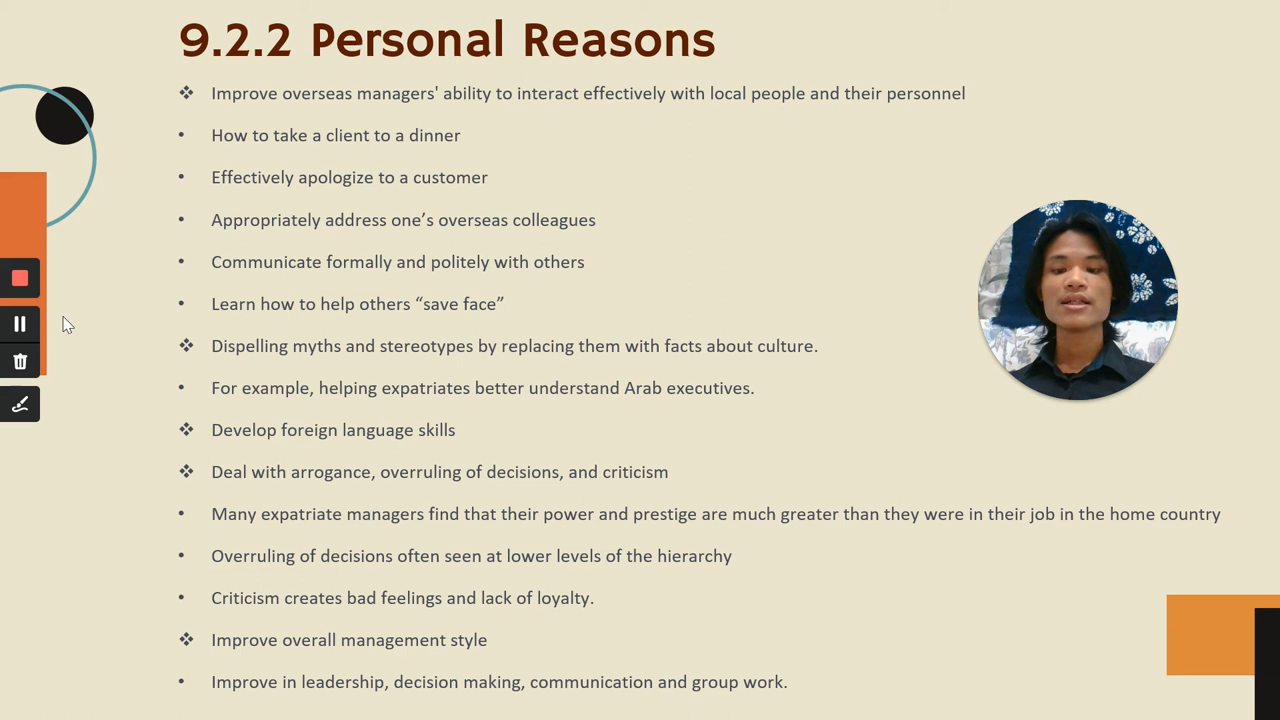 9.2.2 Personal Reasons
❖ Improve overseas managers' ability to interact effectively with local people and their personnel
• How to take a client to a dinner
• Effectively apologize to a customer
• Appropriately address one’s overseas colleagues
• Communicate formally and politely with others
• Learn how to help others “save face”
❖ Dispelling myths and stereotypes by replacing them with facts about culture.
• For example, helping expatriates better understand Arab executives.
❖ Develop foreign language skills
❖ Deal with arrogance, overruling of decisions, and criticism
• Many expatriate managers find that their power and prestige are much greater than they were in their job in the home country
• Overruling of decisions often seen at lower levels of the hierarchy
• Criticism creates bad feelings and lack of loyalty.
❖ Improve overall management style
• Improve in leadership, decision making, communication and group work.